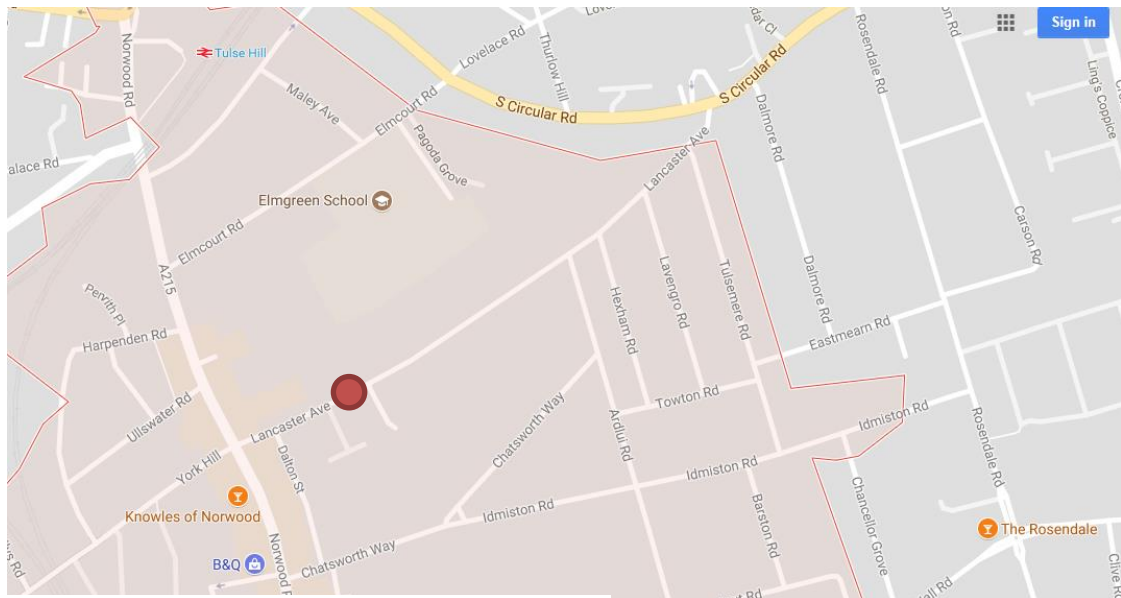 Sign in
Norwood Rd
Tulse Hill
Lovelace Rd
Thurlow Hill
S Circular Rd
S Circular Rd
Rosendale Rd
Ling's Coppice
Maley Ave
Elmcourt Rd
Pagoda Grove
Dalmore Rd
Lancaster Ave
alace Rd
Elmgreen School
Elmcourt Rd
Carson Rd
A215
Lavengro Rd
Tulsemere Rd
Dalmore Rd
Hexham Rd
Pervith Pl
Harpenden Rd
Eastmearn Rd
Ullswater Rd
Lancaster Ave
Towton Rd
Chatsworth Way
Ardlui Rd
Idmiston Rd
Rosendale Rd
York Hill
Dalton St
Idmiston Rd
Knowles of Norwood
Idmiston Rd
Barston Rd
Chancellor Grove
The Rosendale
B&Q
Chatsworth Way
Norwood R
Clive Rd